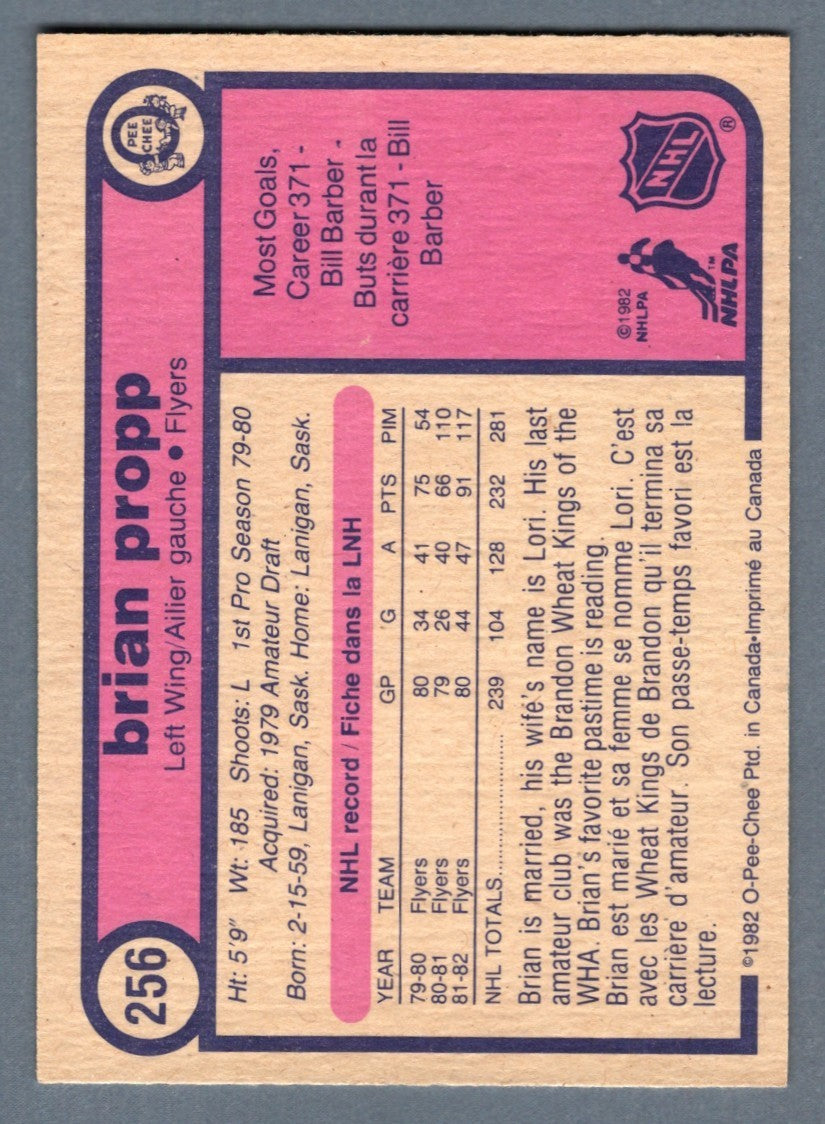 256
brian propp
Left Wing/Ailier gauche • Flyers
PEE
CHEE
Ht: 5'9" Wt: 185 Shoots: L 1st Pro Season 79-80
Acquired: 1979 Amateur Draft
Born: 2-15-59, Lanigan, Sask. Home: Lanigan, Sask.
NHL record / Fiche dans la LNH
YEAR TEAM GP G A PTS PIM
79-80 Flyers 80 34 41 75 54
80-81 Flyers 79 26 40 66 110
81-82 Flyers 80 44 47 91 117
NHL TOTALS........................ 239 104 128 232 281
Brian is married, his wife's name is Lori. His last
amateur club was the Brandon Wheat Kings of the
WHA. Brian's favorite pastime is reading.
Brian est marié et sa femme se nomme Lori. C'est
avec les Wheat Kings de Brandon qu'il termina sa
carrière d'amateur. Son passe-temps favori est la
lecture.
Most Goals,
Career 371 -
Bill Barber -
Buts durant la
carrière 371 - Bill
Barber
©1982
NHLPA
NHLPA™
NHL
®
©1982 O-Pee-Chee® Ptd. in Canada•Imprimé au Canada